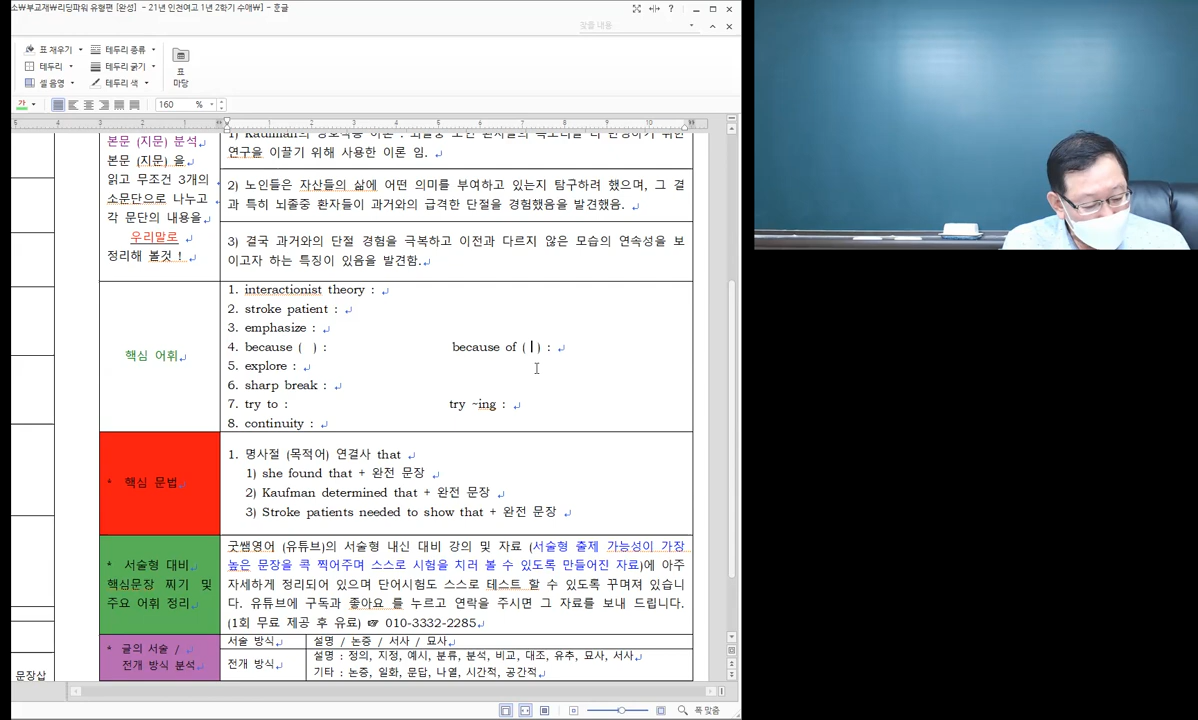 소₩부교재₩리딩파워 유형편 [완성] - 21년 인천여고 1년 2학기 수애₩] - 한글
찾을 내용
표 채우기 테두리 종류
테두리 테두리 굵기 표
셀 음영 테두리 색 마당
가 160 %
5 4 3 2 1 1 2 3 4 5 6 7 8 9 10
본문 (지문) 분석
본문 (지문) 을
읽고 무조건 3개의
소문단으로 나누고
각 문단의 내용을
우리말로
정리해 볼것 !
연구을 이끌기 위해 사용한 이론 임.
2) 노인들은 자산들의 삶에 어떤 의미를 부여하고 있는지 탐구하려 했으며, 그 결
과 특히 뇌졸중 환자들이 과거와의 급격한 단절을 경험했음을 발견했음.
3) 결국 과거와의 단절 경험을 극복하고 이전과 다르지 않은 모습의 연속성을 보
이고자 하는 특징이 있음을 발견함.
핵심 어휘
1. interactionist theory :
2. stroke patient :
3. emphasize :
4. because (  ) : because of (  ) :
5. explore :
6. sharp break :
7. try to : try ~ing :
8. continuity :
* 핵심 문법
1. 명사절 (목적어) 연결사 that
1) she found that + 완전 문장
2) Kaufman determined that + 완전 문장
3) Stroke patients needed to show that + 완전 문장
* 서술형 대비
핵심문장 찌기 및
주요 어휘 정리
굿쌤영어 (유튜브)의 서술형 내신 대비 강의 및 자료 (서술형 출제 가능성이 가장
높은 문장을 콕 찍어주며 스스로 시험을 치러 볼 수 있도록 만들어진 자료)에 아주
자세하게 정리되어 있으며 단어시험도 스스로 테스트 할 수 있도록 꾸며져 있습니
다. 유튜브에 구독과 좋아요 를 누르고 연락을 주시면 그 자료를 보내 드립니다.
(1회 무료 제공 후 유료) ☞ 010-3332-2285
* 글의 서술 /
전개 방식 분석
서술 방식 설명 / 논증 / 서사 / 묘사
전개 방식 설명 : 정의, 지정, 예시, 분류, 분석, 비교, 대조, 유추, 묘사, 서사
기타 : 논증, 일화, 문답, 나열, 시간적, 공간적
문장삽
폭 맞춤